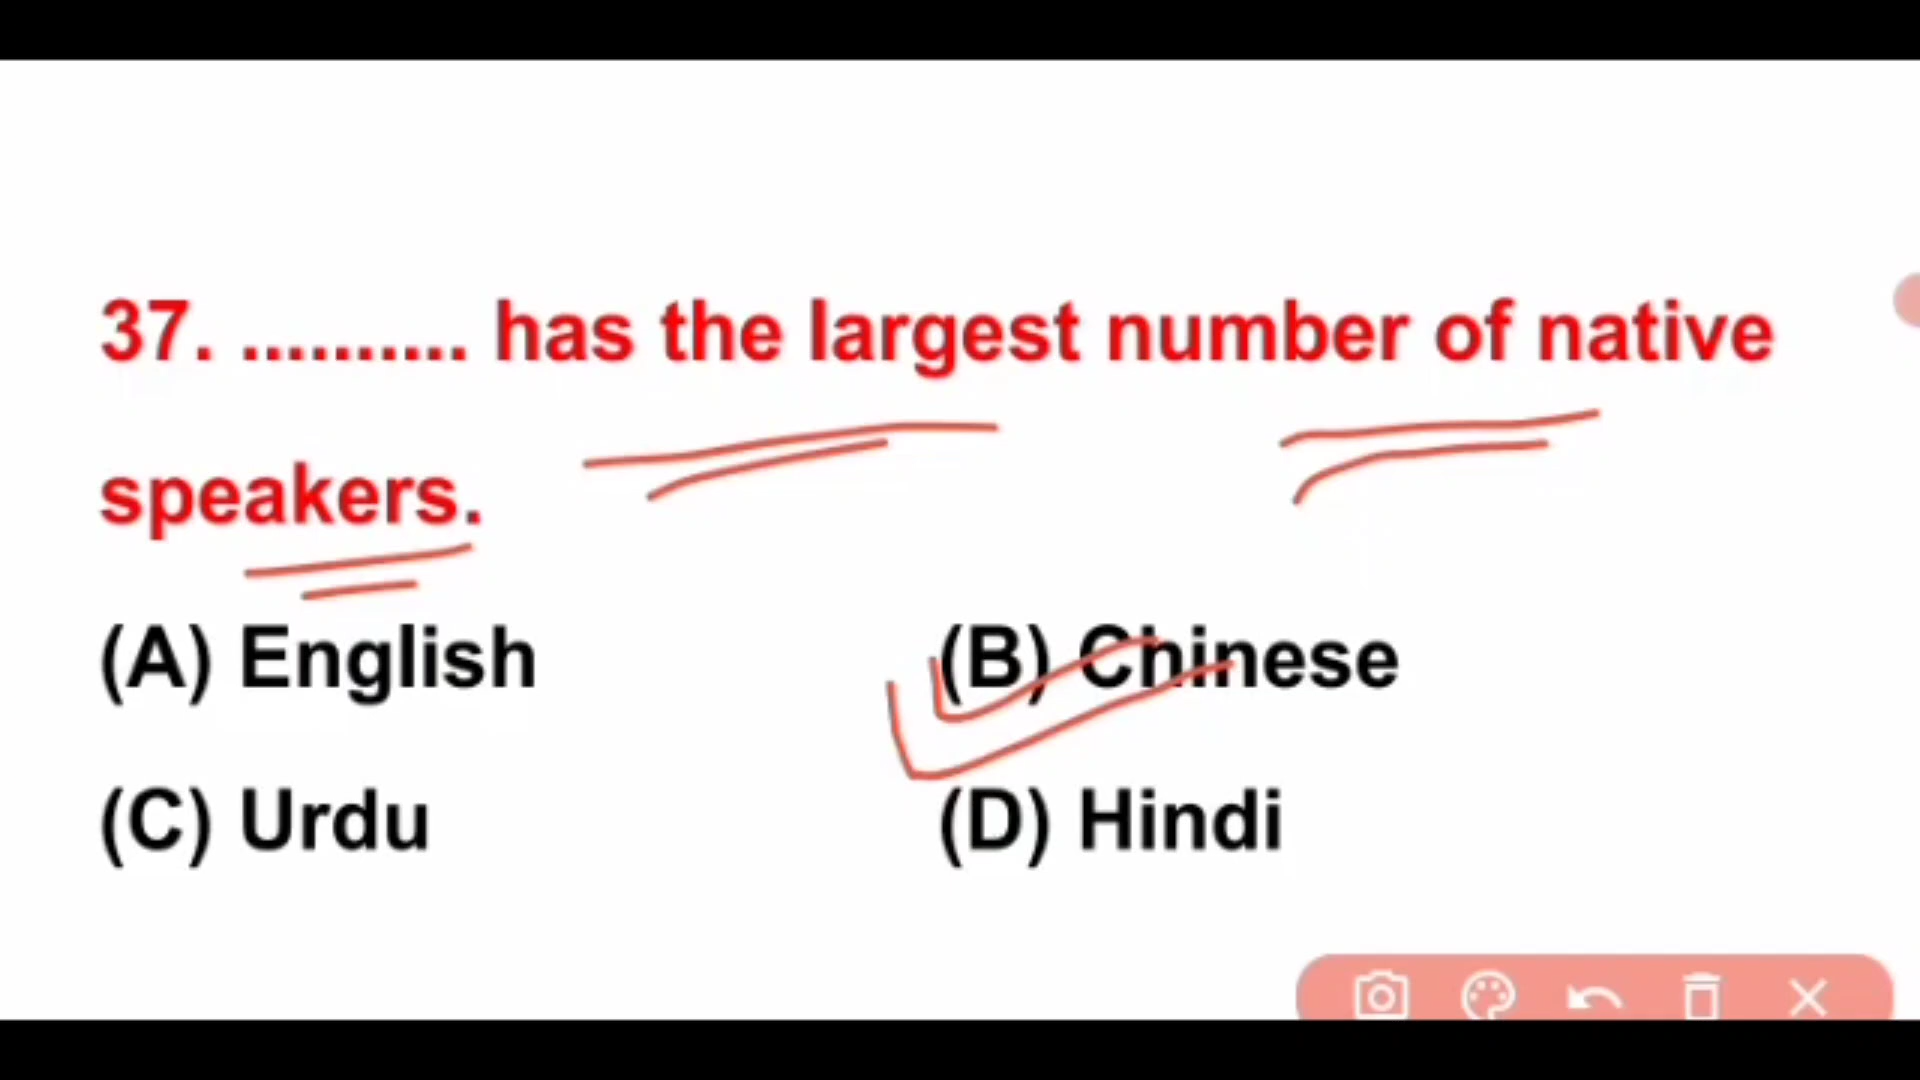 37. .......... has the largest number of native
speakers.
(A) English
(B) Chinese
(C) Urdu
(D) Hindi